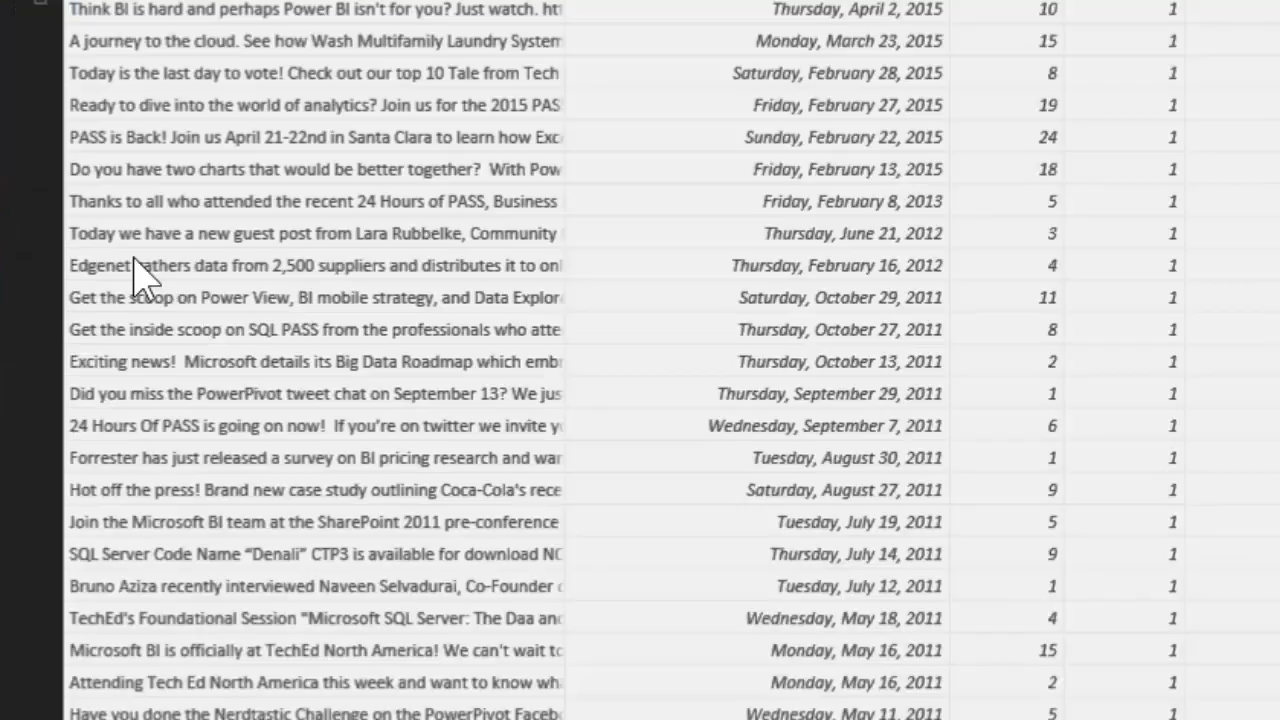 Think BI is hard and perhaps Power BI isn't for you? Just watch. ht Thursday, April 2, 2015 10 1
A journey to the cloud. See how Wash Multifamily Laundry System Monday, March 23, 2015 15 1
Today is the last day to vote! Check out our top 10 Tale from Tech Saturday, February 28, 2015 8 1
Ready to dive into the world of analytics? Join us for the 2015 PAS Friday, February 27, 2015 19 1
PASS is Back! Join us April 21-22nd in Santa Clara to learn how Exc Sunday, February 22, 2015 24 1
Do you have two charts that would be better together?  With Pow Friday, February 13, 2015 18 1
Thanks to all who attended the recent 24 Hours of PASS, Business Friday, February 8, 2013 5 1
Today we have a new guest post from Lara Rubbelke, Community Thursday, June 21, 2012 3 1
Edgenet gathers data from 2,500 suppliers and distributes it to onl Thursday, February 16, 2012 4 1
Get the scoop on Power View, BI mobile strategy, and Data Explor Saturday, October 29, 2011 11 1
Get the inside scoop on SQL PASS from the professionals who atte Thursday, October 27, 2011 8 1
Exciting news!  Microsoft details its Big Data Roadmap which emb Thursday, October 13, 2011 2 1
Did you miss the PowerPivot tweet chat on September 13? We jus Thursday, September 29, 2011 1 1
24 Hours Of PASS is going on now!  If you're on twitter we invite y Wednesday, September 7, 2011 6 1
Forrester has just released a survey on BI pricing research and wan Tuesday, August 30, 2011 1 1
Hot off the press! Brand new case study outlining Coca-Cola's rece Saturday, August 27, 2011 9 1
Join the Microsoft BI team at the SharePoint 2011 pre-conference Tuesday, July 19, 2011 5 1
SQL Server Code Name “Denali” CTP3 is available for download NO Thursday, July 14, 2011 9 1
Bruno Aziza recently interviewed Naveen Selvadurai, Co-Founder Tuesday, July 12, 2011 1 1
TechEd's Foundational Session "Microsoft SQL Server: The Daa and Wednesday, May 18, 2011 4 1
Microsoft BI is officially at TechEd North America! We can't wait to Monday, May 16, 2011 15 1
Attending Tech Ed North America this week and want to know wh Monday, May 16, 2011 2 1
Have you done the Nerdtastic Challenge on the PowerPivot Faceb Wednesday, May 11, 2011 5 1